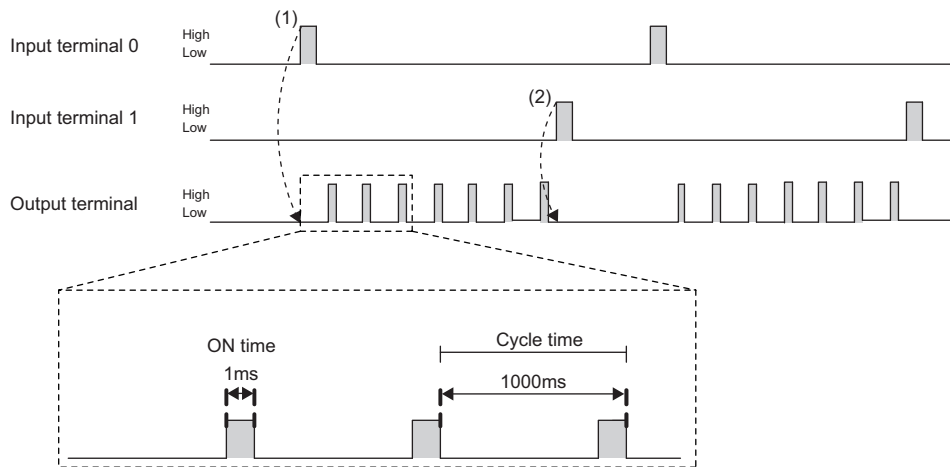 (1)
Input terminal 0
High
Low
(2)
Input terminal 1
High
Low
Output terminal
High
Low
ON time
1ms
Cycle time
1000ms